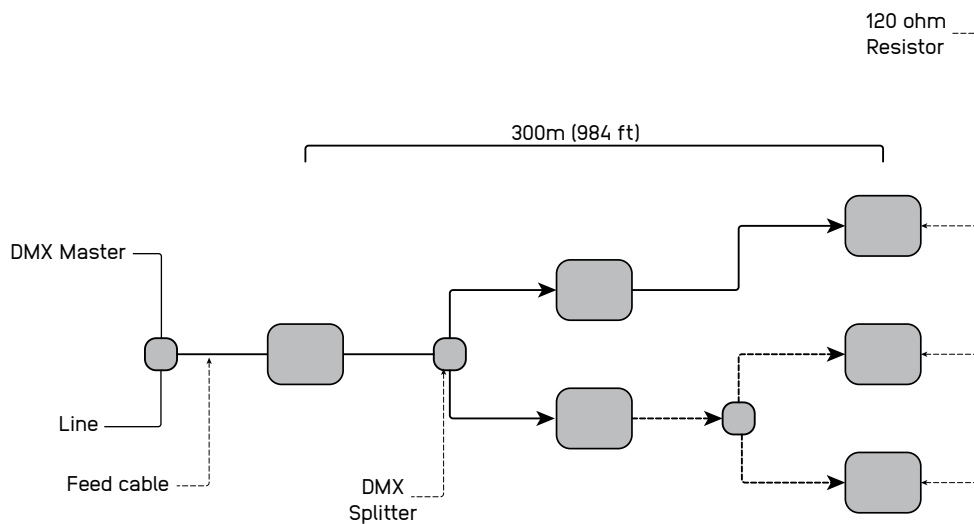 120 ohm
Resistor
300m (984 ft)
DMX Master
Line
Feed cable
DMX
Splitter